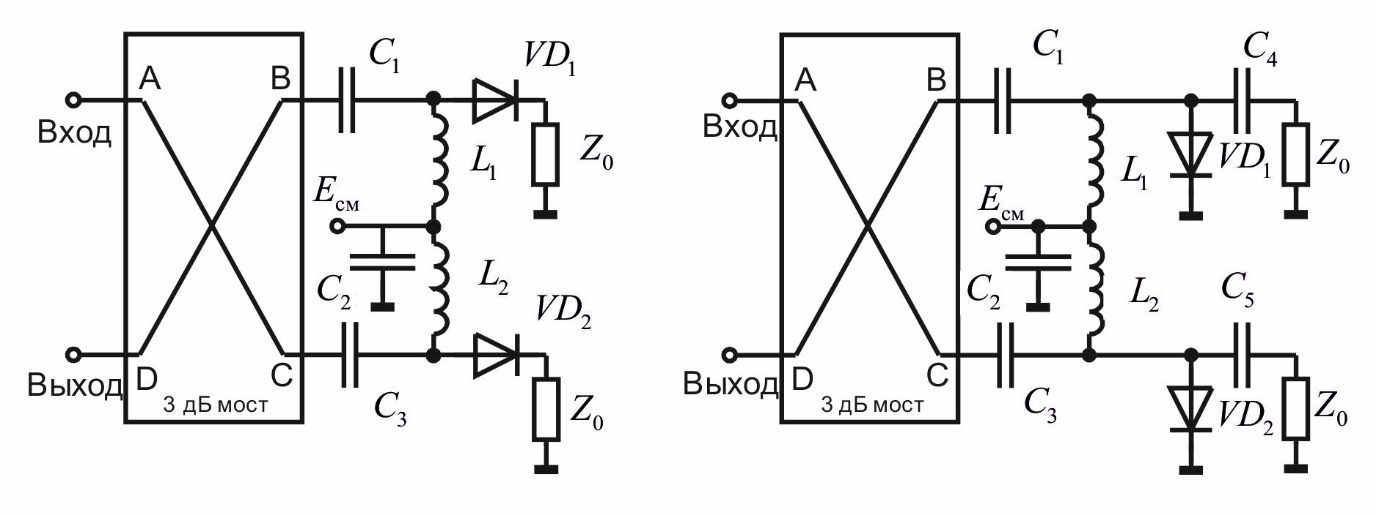 C₁
VD₁
A
B
Вход
L₁
Z₀
Eсм
C₂
L₂
VD₂
Выход
D
C
3 дБ мост
C₃
Z₀
C₁
C₄
A
B
Вход
L₁
VD₁
Z₀
Eсм
C₂
L₂
C₅
Выход
D
C
3 дБ мост
C₃
VD₂
Z₀